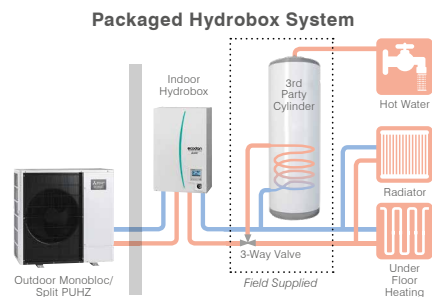 Packaged Hydrobox System
Indoor
Hydrobox
3rd
Party
Cylinder
Hot Water
ecodan
Radiator
3-Way Valve
Outdoor Monobloc/
Split PUHZ
Field Supplied
Under
Floor
Heating